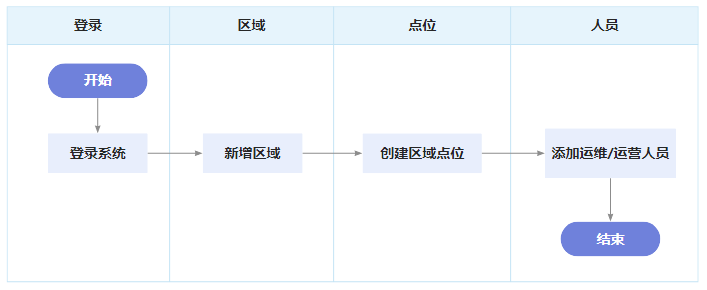 登录
区域
点位
人员
开始
登录系统
新增区域
创建区域点位
添加运维/运营人员
结束